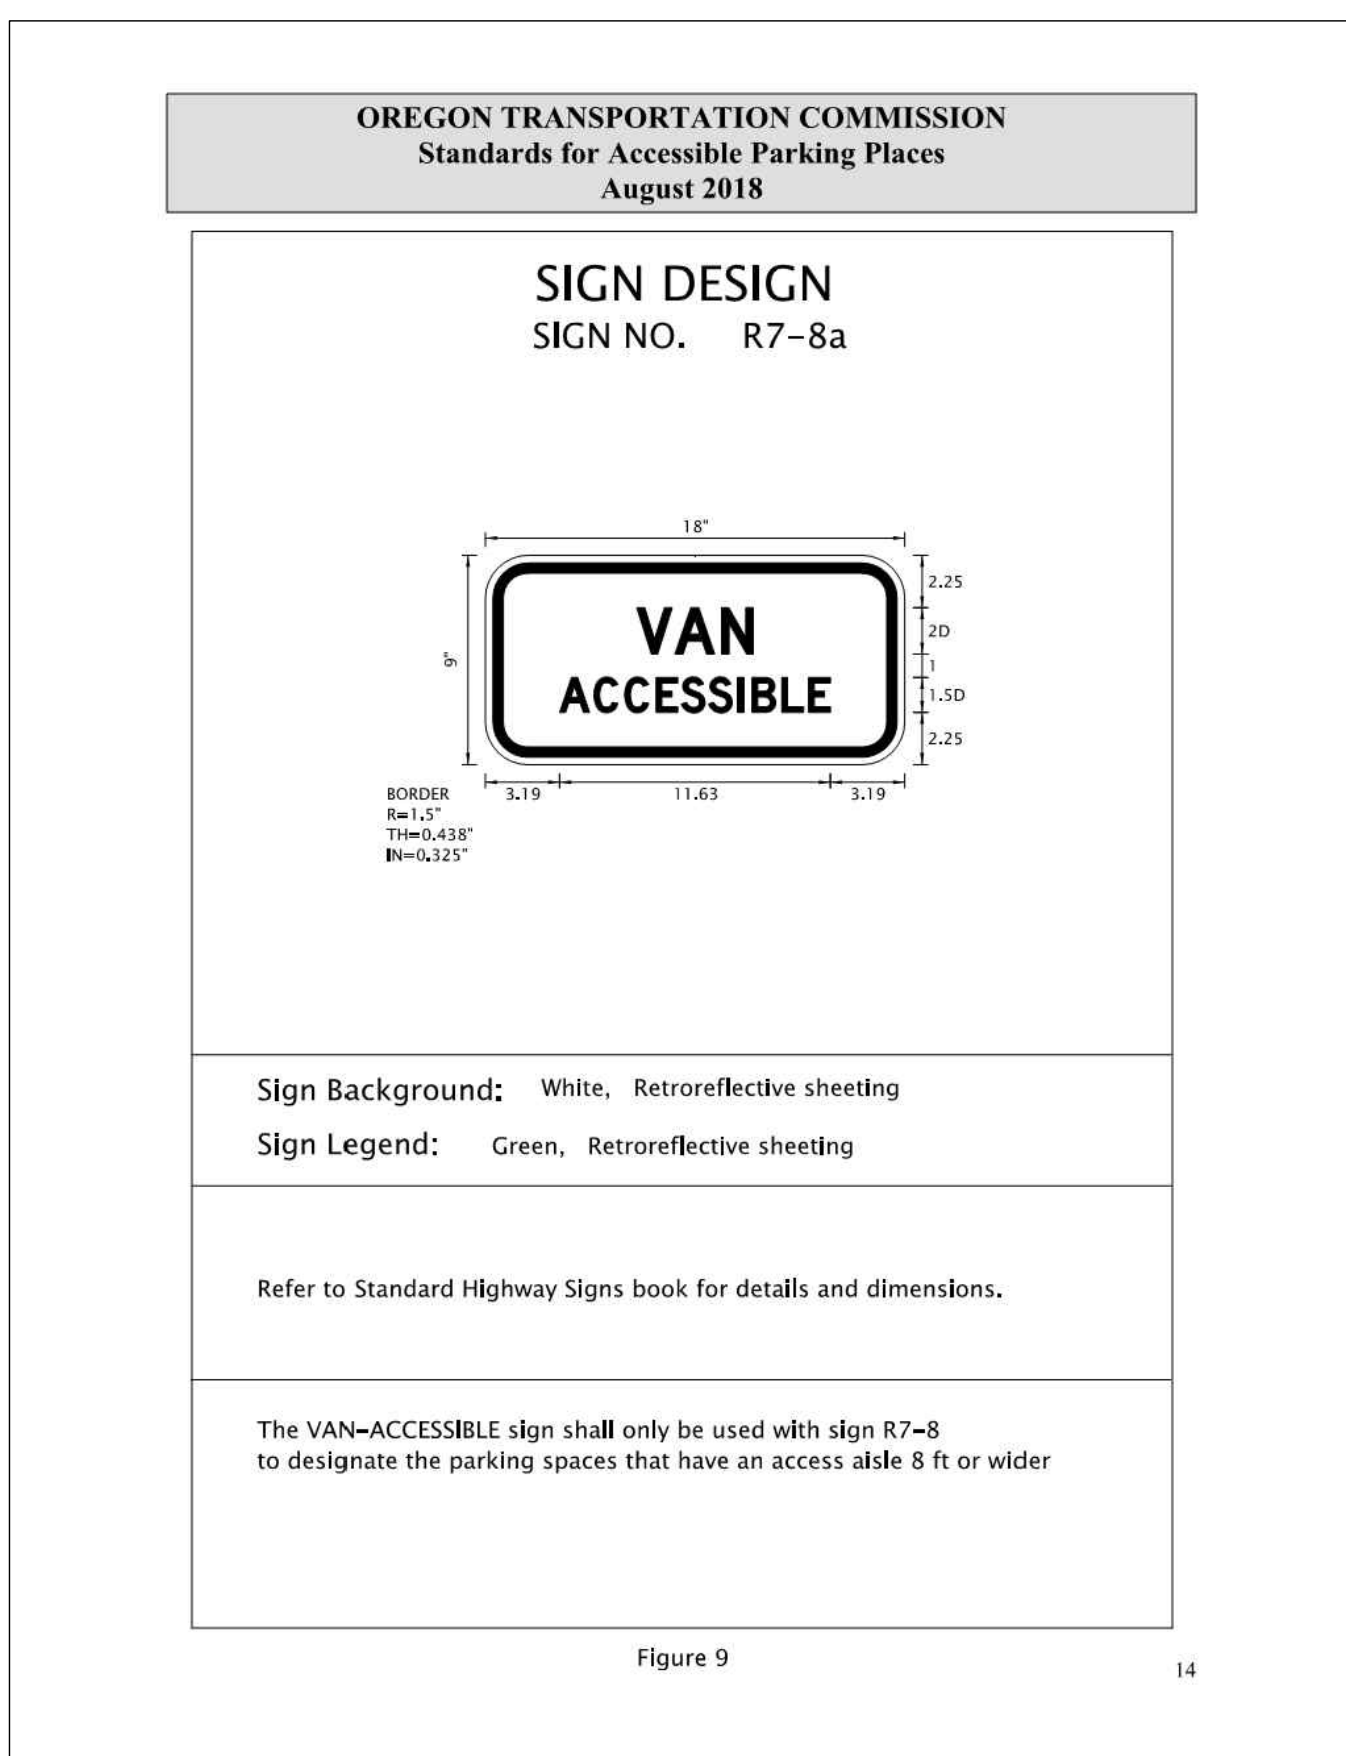 OREGON TRANSPORTATION COMMISSION
Standards for Accessible Parking Places
August 2018
SIGN DESIGN
SIGN NO. R7-8a
18"
9"
VAN
ACCESSIBLE
2.25
2D
1
1.5D
2.25
3.19 11.63 3.19
BORDER
R=1.5"
TH=0.438"
IN=0.325"
Sign Background: White, Retroreflective sheeting
Sign Legend: Green, Retroreflective sheeting
Refer to Standard Highway Signs book for details and dimensions.
The VAN-ACCESSIBLE sign shall only be used with sign R7-8
to designate the parking spaces that have an access aisle 8 ft or wider
Figure 9
14